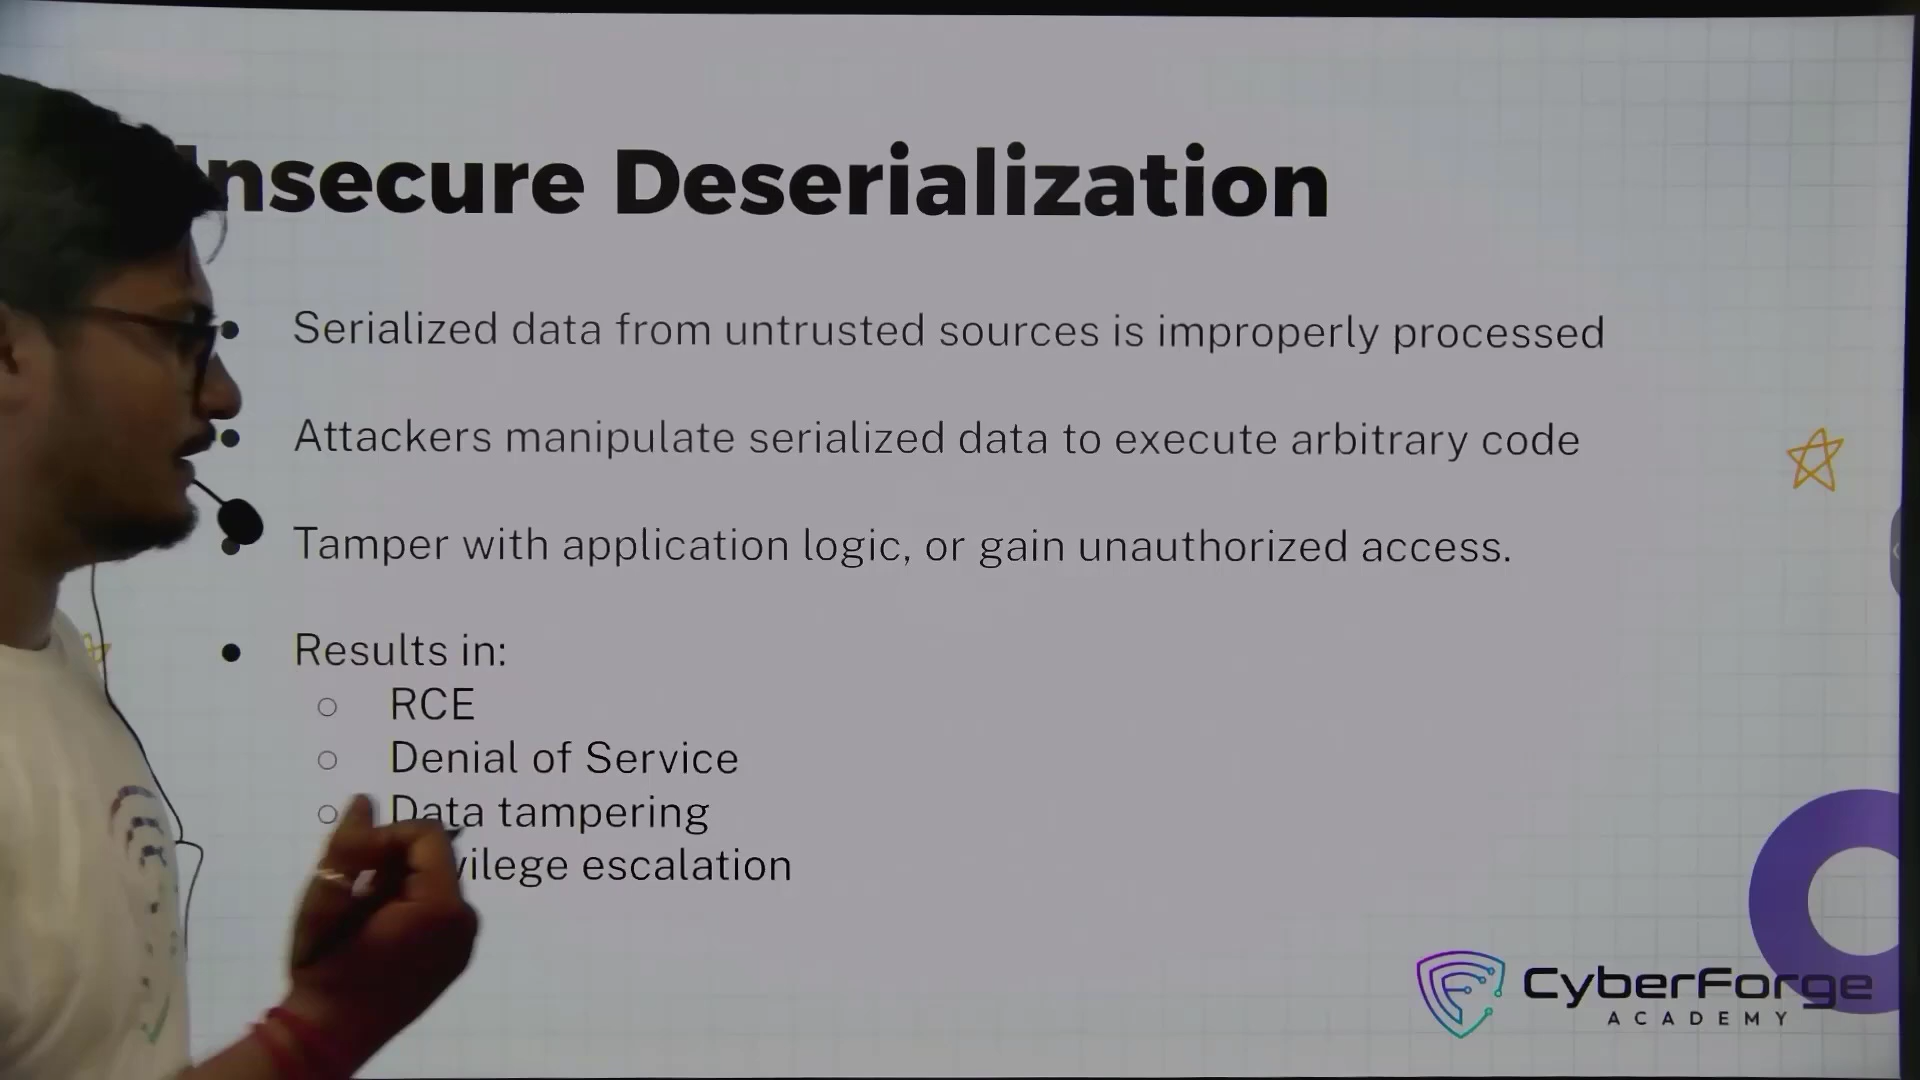 Insecure Deserialization
• Serialized data from untrusted sources is improperly processed
• Attackers manipulate serialized data to execute arbitrary code
• Tamper with application logic, or gain unauthorized access.
• Results in:
○ RCE
○ Denial of Service
○ Data tampering
vilege escalation
CyberForge
ACADEMY